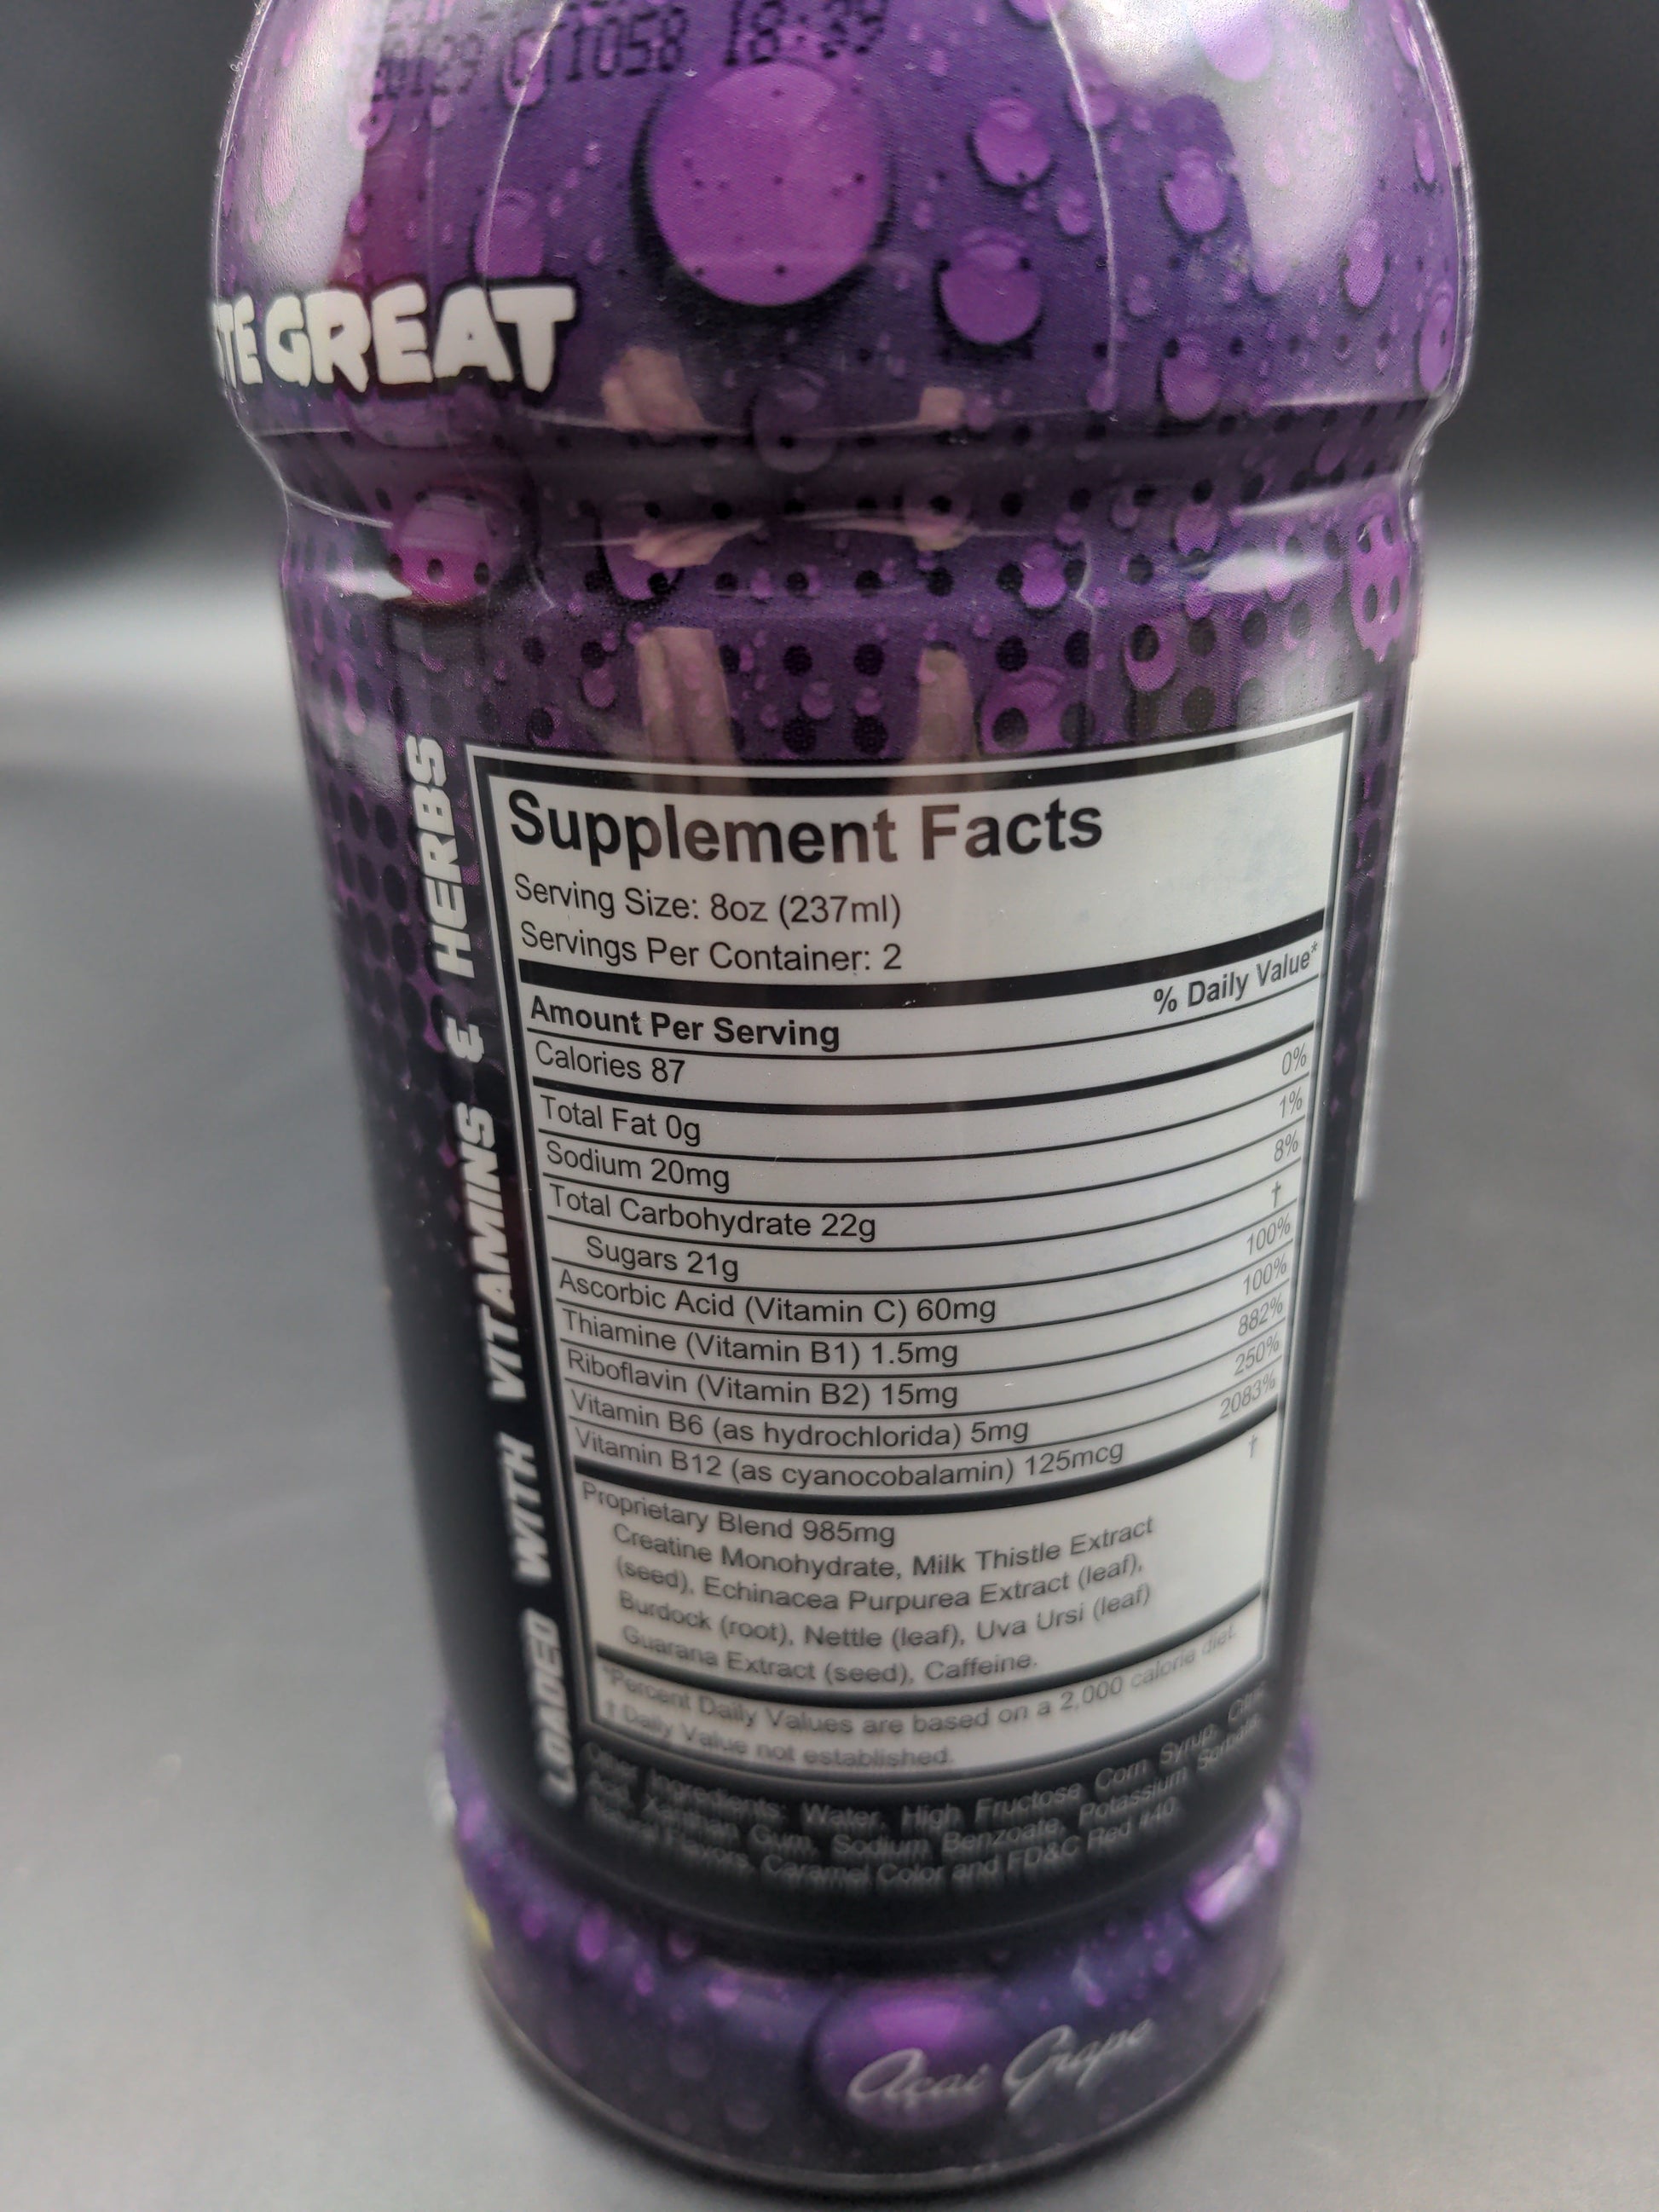 CT1058 18:39
GREAT
LOADED WITH VITAMINS & HERBS
Supplement Facts
Serving Size: 8oz (237ml)
Servings Per Container: 2
Amount Per Serving % Daily Value*
Calories 87
Total Fat 0g 0%
Sodium 20mg 1%
Total Carbohydrate 22g 8%
Sugars 21g †
Ascorbic Acid (Vitamin C) 60mg 100%
Thiamine (Vitamin B1) 1.5mg 100%
Riboflavin (Vitamin B2) 15mg 882%
Vitamin B6 (as hydrochlorida) 5mg 250%
Vitamin B12 (as cyanocobalamin) 125mcg 2083%
Proprietary Blend 985mg †
Creatine Monohydrate, Milk Thistle Extract
(seed), Echinacea Purpurea Extract (leaf),
Burdock (root), Nettle (leaf), Uva Ursi (leaf)
Guarana Extract (seed), Caffeine.
*Percent Daily Values are based on a 2,000 calorie diet.
† Daily Value not established.
Other Ingredients: Water, High Fructose Corn Syrup, Citric
Acid, Xanthan Gum, Sodium Benzoate, Potassium Sorbate,
Natural Flavors, Caramel Color and FD&C Red #40.
Acai Grape